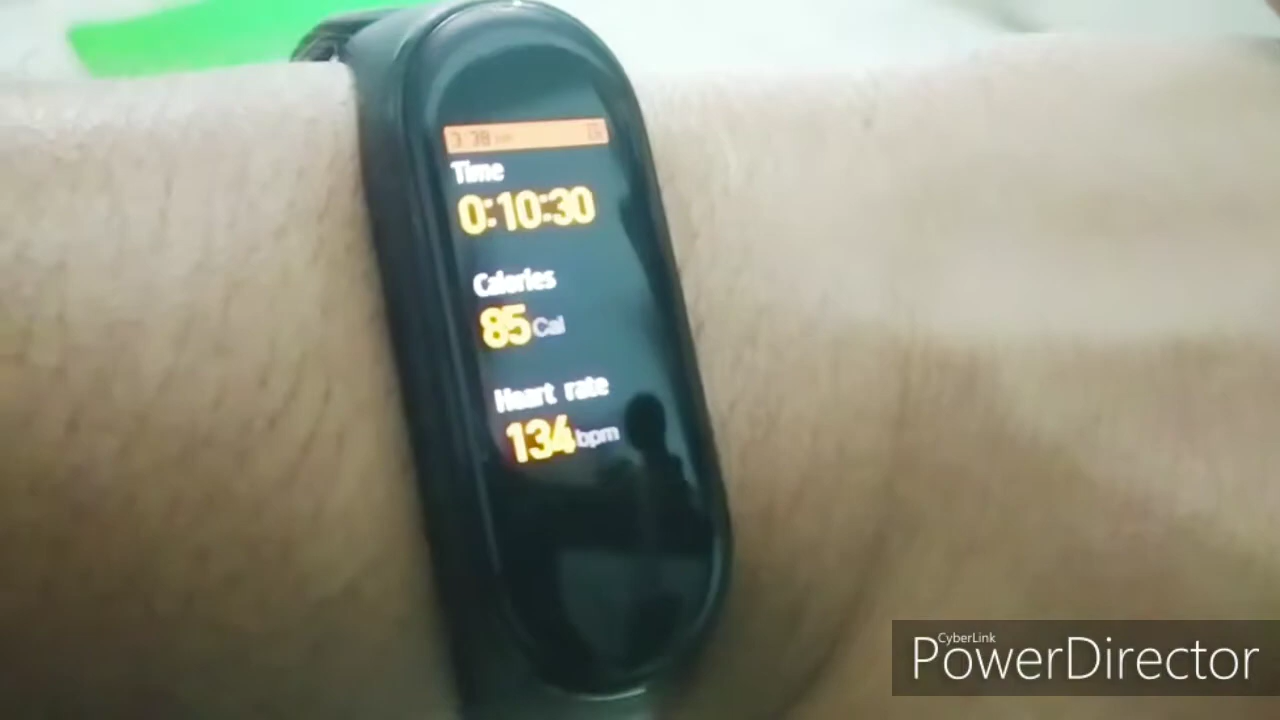 Time
0:10:30
Calories
85 Cal
Heart rate
134 bpm
CyberLink
PowerDirector